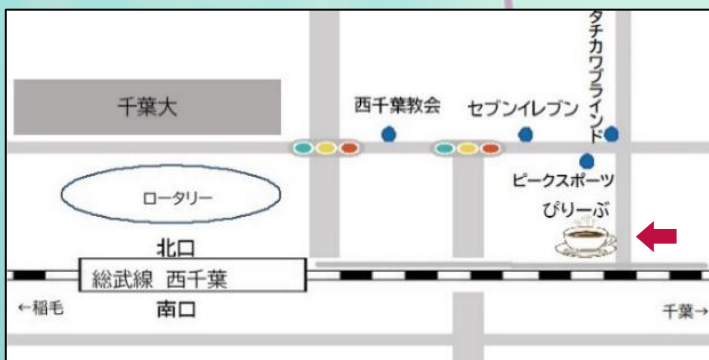 タチカワブラインド
千葉大
西千葉教会
セブンイレブン
ピークスポーツ
ロータリー
びりーぶ
北口
総武線 西千葉
←稲毛
南口
千葉→